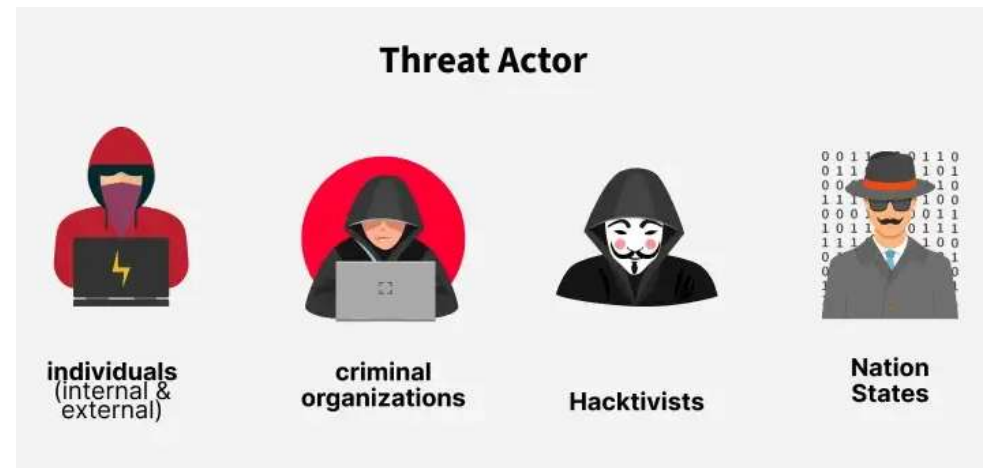 Threat Actor
individuals
(internal &
external)
criminal
organizations
Hacktivists
Nation
States